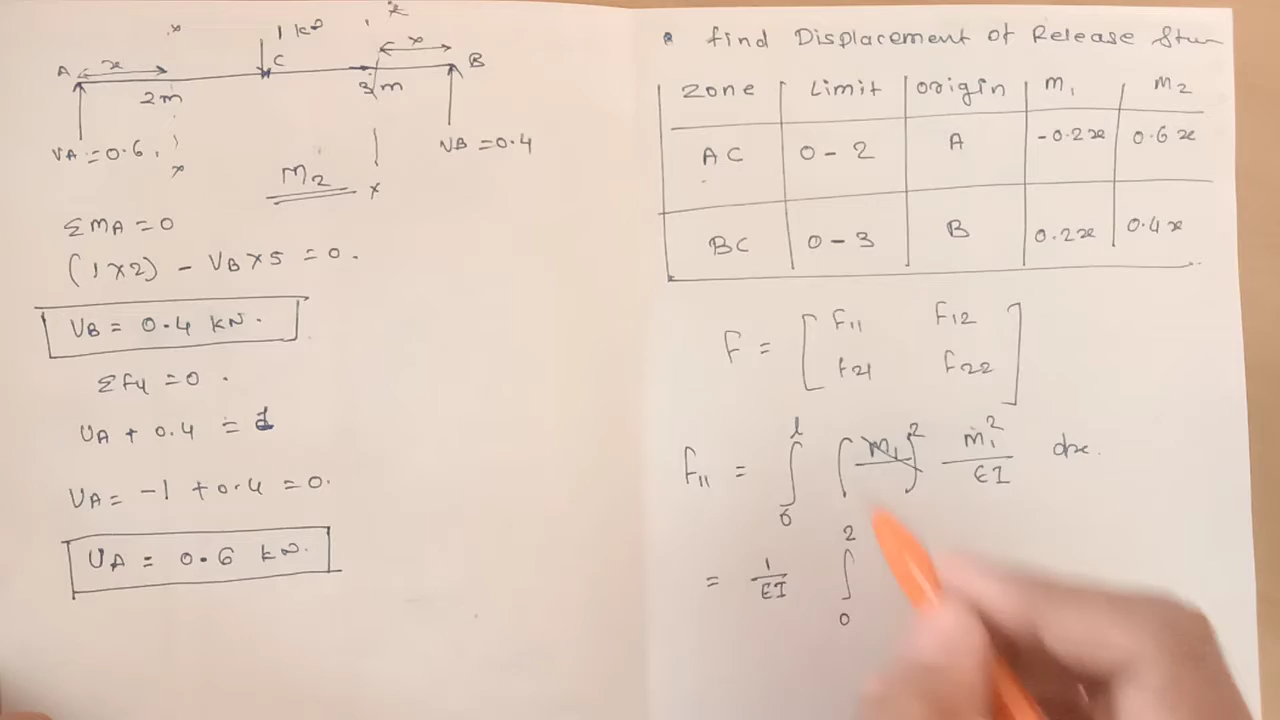 1 kN
x
x
x
A x C B
2m 3m
VA = 0.6 VB = 0.4
x M2 x
ΣMA = 0
(1×2) - VB×5 = 0.
VB = 0.4 kN.
ΣFy = 0.
VA + 0.4 = 1
VA = -1 + 0.4 = 0.
VA = 0.6 kN.
find Displacement of Release
Zone Limit Origin m1 m2
AC 0-2 A -0.2x 0.6x
BC 0-3 B 0.2x 0.4x
F = [ F11 F12
F21 F22 ]
F11 = ∫ 0 l m1² / EI dx.
= 1/EI ∫ 0 2